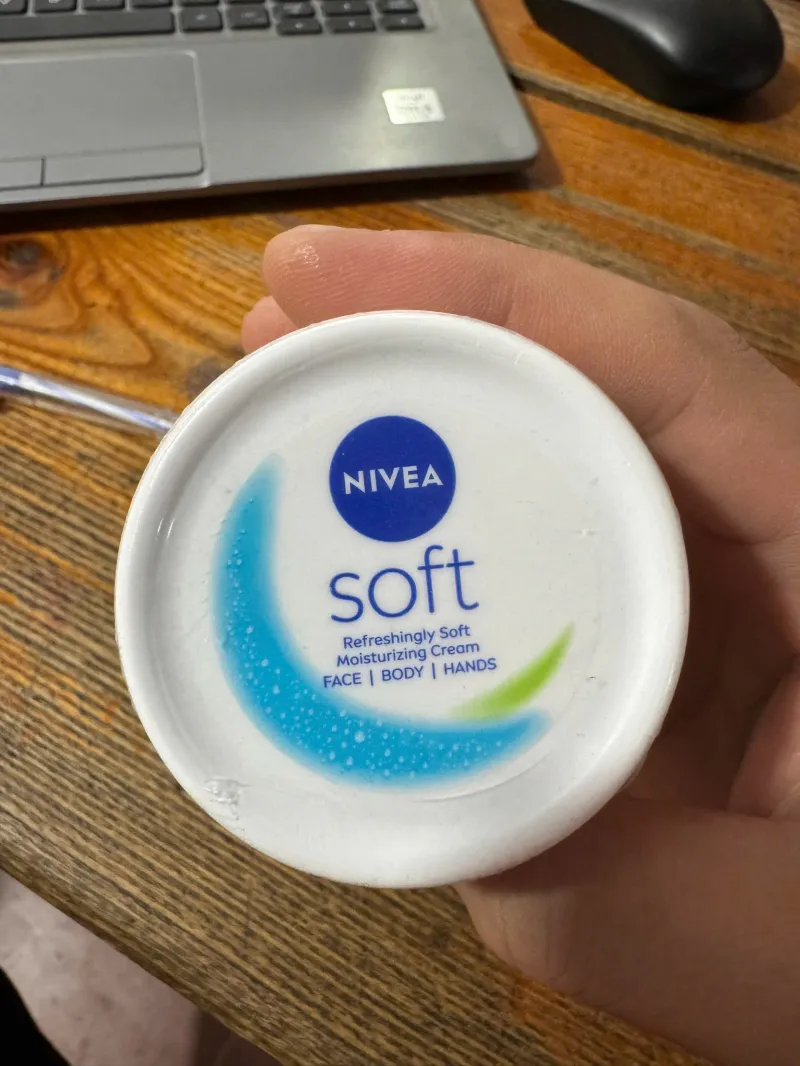 NIVEA
soft
Refreshingly Soft
Moisturizing Cream
FACE | BODY | HANDS